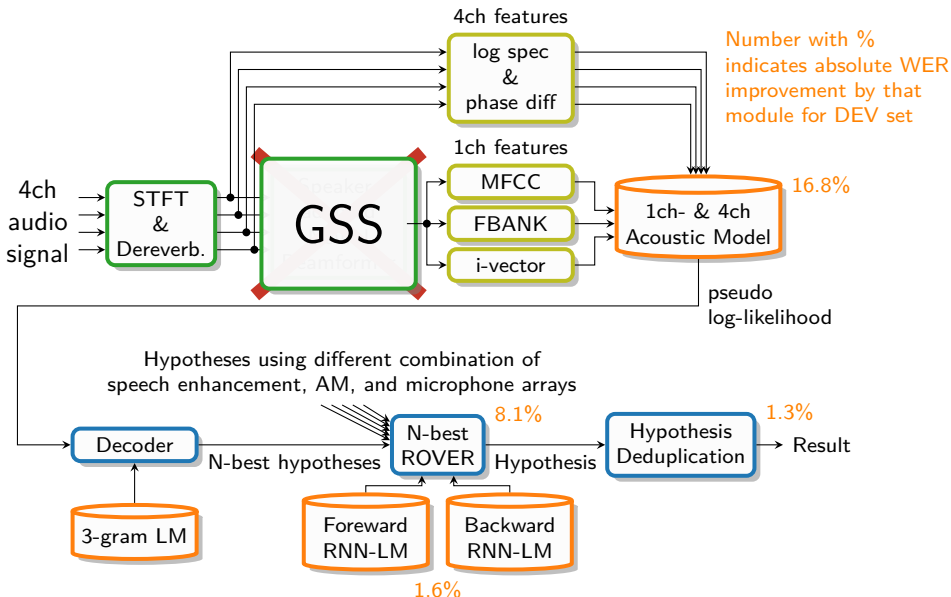 4ch features
log spec
&
phase diff
Number with %
indicates absolute WER
improvement by that
module for DEV set
1ch features
4ch
audio
signal
STFT
&
Dereverb.
GSS
MFCC
FBANK
i-vector
16.8%
1ch- & 4ch
Acoustic Model
pseudo
log-likelihood
Hypotheses using different combination of
speech enhancement, AM, and microphone arrays
8.1%
1.3%
Decoder
N-best hypotheses
N-best
ROVER
Hypothesis
Hypothesis
Deduplication
Result
3-gram LM
Foreward
RNN-LM
Backward
RNN-LM
1.6%